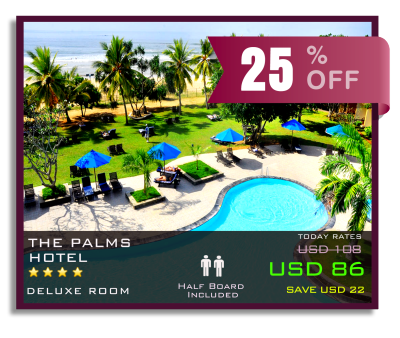 25 % OFF
THE PALMS
HOTEL
DELUXE ROOM
Half Board
Included
TODAY RATES
USD 108
USD 86
SAVE USD 22